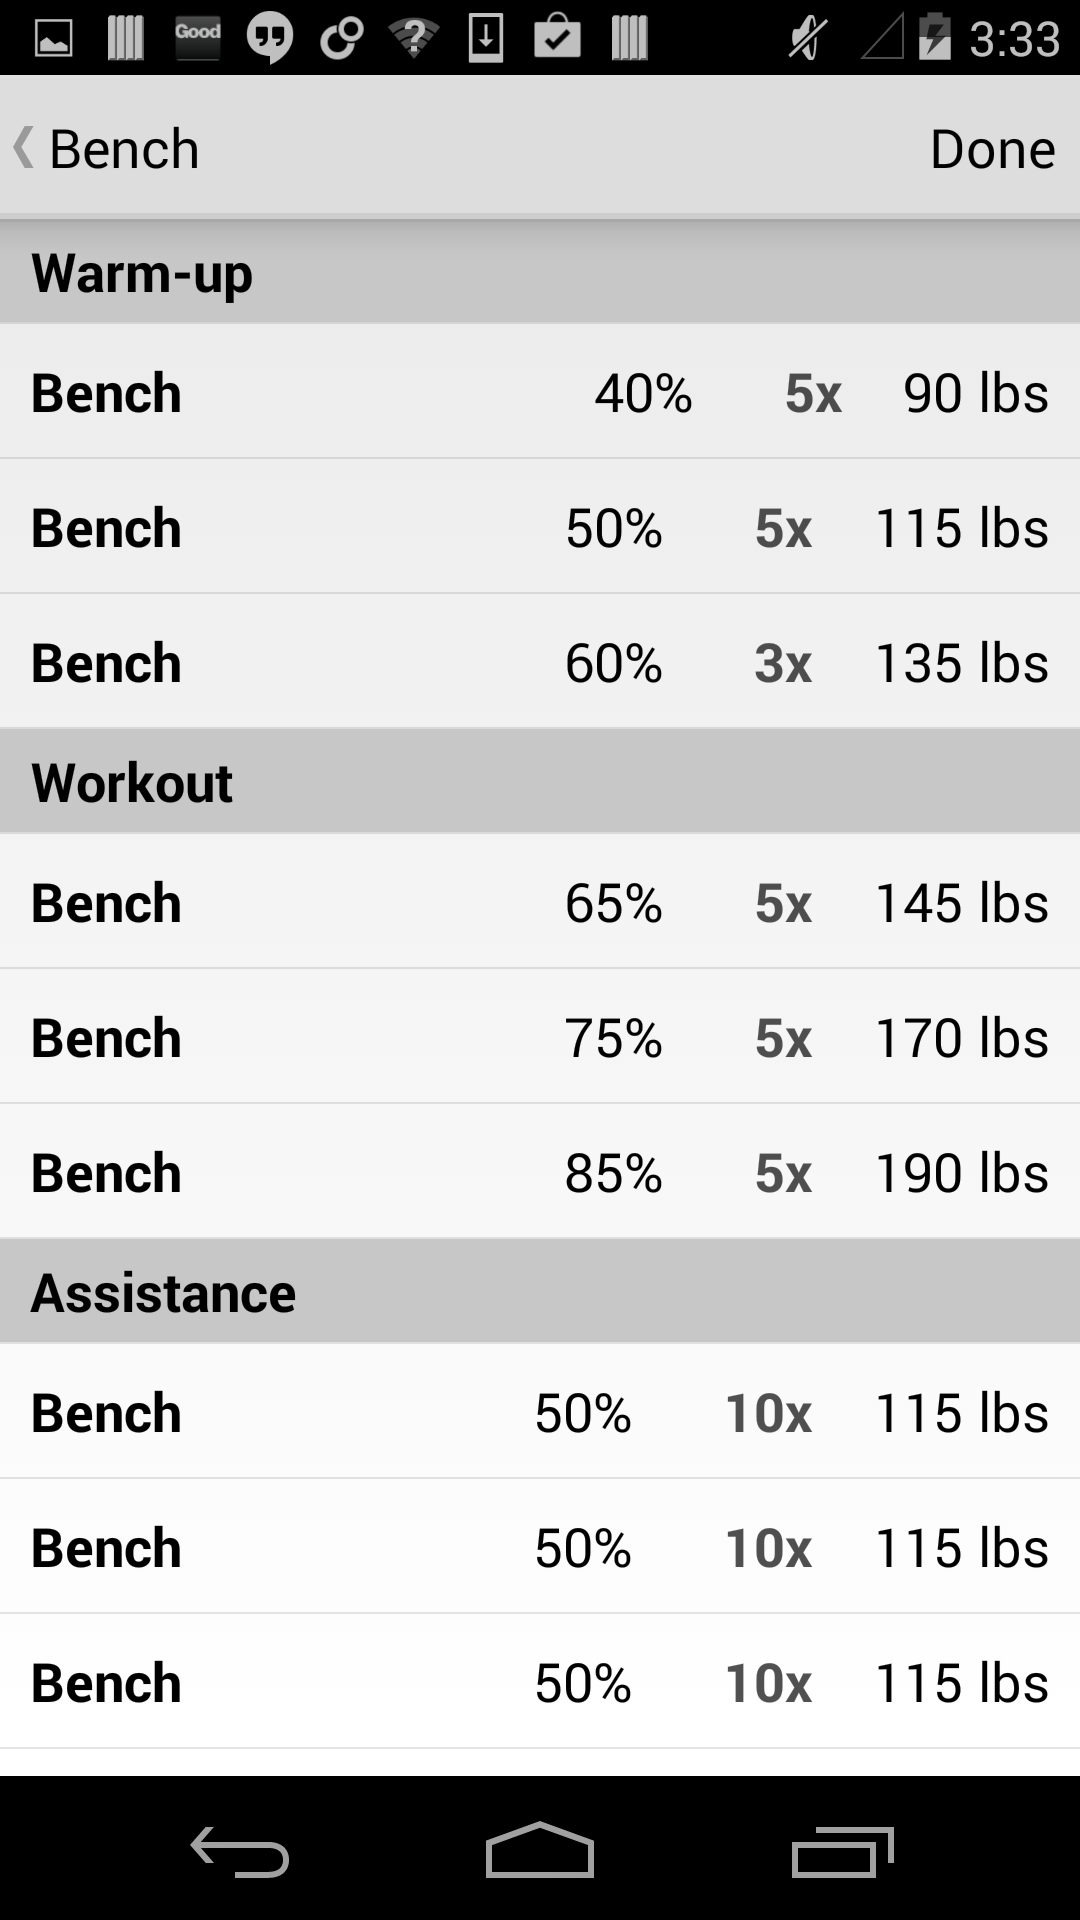 Good 3:33
Bench Done
Warm-up
Bench 40% 5x 90 lbs
Bench 50% 5x 115 lbs
Bench 60% 3x 135 lbs
Workout
Bench 65% 5x 145 lbs
Bench 75% 5x 170 lbs
Bench 85% 5x 190 lbs
Assistance
Bench 50% 10x 115 lbs
Bench 50% 10x 115 lbs
Bench 50% 10x 115 lbs